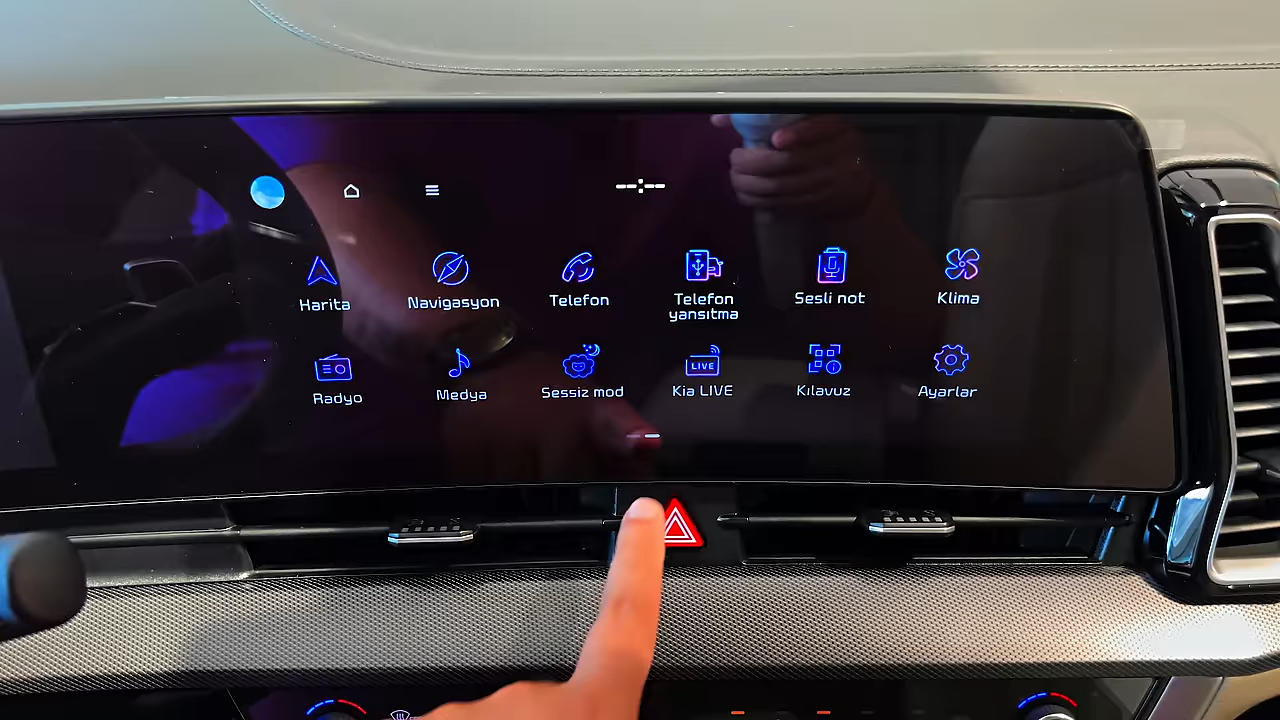 --:--
Harita
Navigasyon
Telefon
Telefon
yansıtma
Sesli not
Klima
Radyo
Medya
Sessiz mod
LIVE
Kia LIVE
Kılavuz
Ayarlar